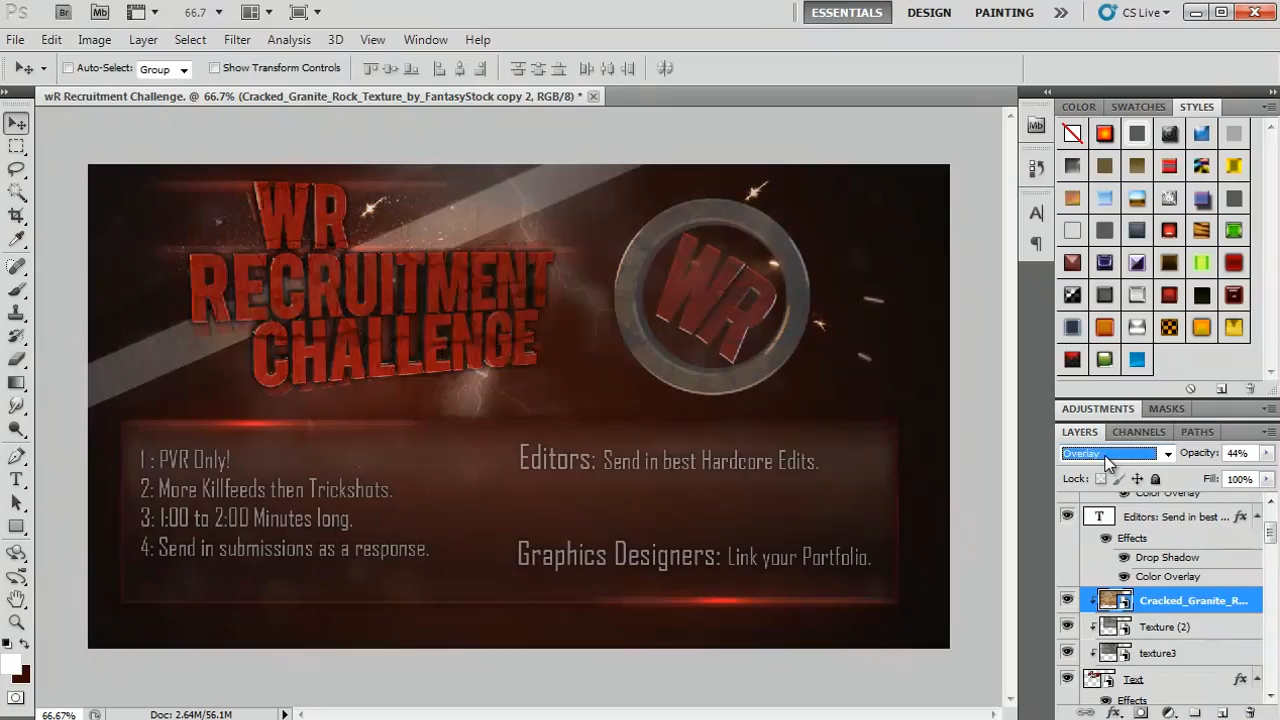 Ps Br Mb 66.7 ESSENTIALS DESIGN PAINTING CS Live
File Edit Image Layer Select Filter Analysis 3D View Window Help
Auto-Select: Group Show Transform Controls
wR Recruitment Challenge. @ 66.7% (Cracked_Granite_Rock_Texture_by_FantasyStock copy 2, RGB/8) *
COLOR SWATCHES STYLES
Mb
WR
RECRUITMENT
CHALLENGE
WR
1 : PVR Only!
2: More Killfeeds then Trickshots.
3: 1:00 to 2:00 Minutes long.
4: Send in submissions as a response.
Editors: Send in best Hardcore Edits.
Graphics Designers: Link your Portfolio.
ADJUSTMENTS MASKS
LAYERS CHANNELS PATHS
Overlay Opacity: 44%
Lock: Fill: 100%
Color Overlay
T Editors: Send in best ... fx
Effects
Drop Shadow
Color Overlay
Cracked_Granite_R...
Texture (2)
texture3
Text fx
Effects
66.67% Doc: 2.64M/56.1M